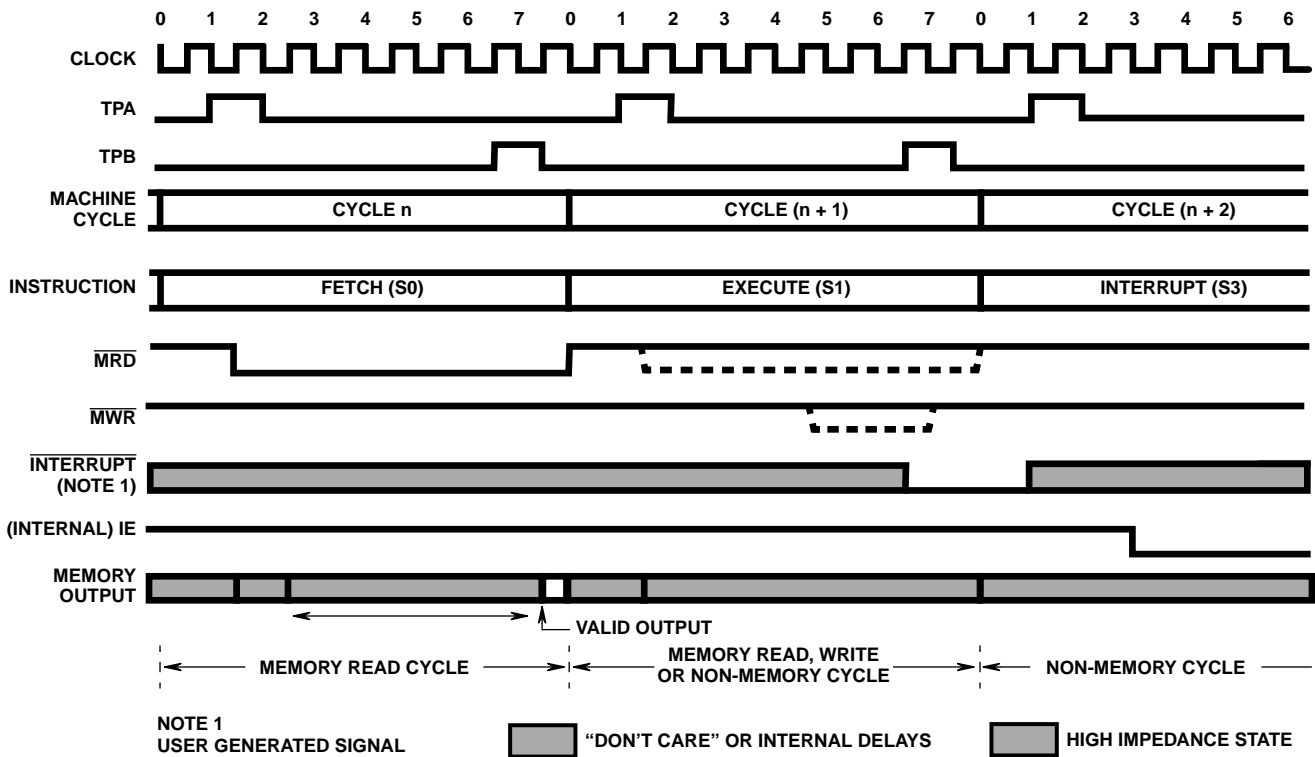 0 1 2 3 4 5 6 7 0 1 2 3 4 5 6 7 0 1 2 3 4 5 6
CLOCK
TPA
TPB
MACHINE
CYCLE
CYCLE n
CYCLE (n + 1)
CYCLE (n + 2)
INSTRUCTION
FETCH (S0)
EXECUTE (S1)
INTERRUPT (S3)
MRD
MWR
INTERRUPT
(NOTE 1)
(INTERNAL) IE
MEMORY
OUTPUT
VALID OUTPUT
MEMORY READ CYCLE
MEMORY READ, WRITE
OR NON-MEMORY CYCLE
NON-MEMORY CYCLE
NOTE 1
USER GENERATED SIGNAL
“DON'T CARE” OR INTERNAL DELAYS
HIGH IMPEDANCE STATE